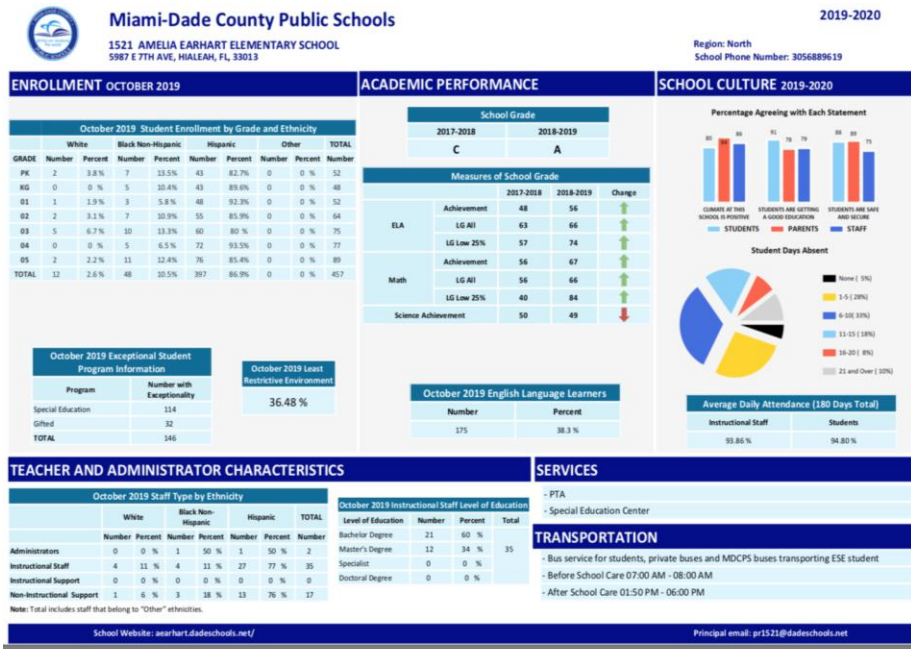 Miami-Dade County Public Schools
2019-2020
1521 AMELIA EARHART ELEMENTARY SCHOOL
5987 E 7TH AVE, HIALEAH, FL, 33013
Region: North
School Phone Number: 3056889619
ENROLLMENT OCTOBER 2019
October 2019 Student Enrollment by Grade and Ethnicity
White Black Non-Hispanic Hispanic Other TOTAL
GRADE Number Percent Number Percent Number Percent Number Percent Number
PK 2 3.8% 7 13.5% 43 82.7% 0 0 % 52
KG 0 0 % 5 10.4% 43 89.6% 0 0 % 48
01 1 1.9% 3 5.8% 48 92.3% 0 0 % 52
02 2 3.1% 7 10.9% 55 85.9% 0 0 % 64
03 5 6.7% 10 13.3% 60 80 % 0 0 % 75
04 0 0 % 5 6.5% 72 93.5% 0 0 % 77
05 2 2.2% 11 12.4% 76 85.4% 0 0 % 89
TOTAL 12 2.6% 48 10.5% 397 86.9% 0 0 % 457
October 2019 Exceptional Student
Program Information
Program Number with
Exceptionality
Special Education 114
Gifted 32
TOTAL 146
October 2019 Least
Restrictive Environment
36.48 %
ACADEMIC PERFORMANCE
School Grade
2017-2018 2018-2019
C A
Measures of School Grade
2017-2018 2018-2019 Change
ELA
Achievement 48 56
LG All 63 66
LG Low 25% 57 74
Math
Achievement 56 67
LG All 56 66
LG Low 25% 40 84
Science Achievement 50 49
October 2019 English Language Learners
Number Percent
175 38.3 %
SCHOOL CULTURE 2019-2020
Percentage Agreeing with Each Statement
80 86
91 79 79
88 89 75
CLIMATE AT THIS
SCHOOL IS POSITIVE
STUDENTS ARE GETTING
A GOOD EDUCATION
STUDENTS ARE SAFE
AND SECURE
STUDENTS PARENTS STAFF
Student Days Absent
None ( 5%)
1-5 ( 28%)
6-10( 33%)
11-15 ( 18%)
16-20 ( 8%)
21 and Over ( 10%)
Average Daily Attendance (180 Days Total)
Instructional Staff Students
93.86 % 94.80 %
TEACHER AND ADMINISTRATOR CHARACTERISTICS
October 2019 Staff Type by Ethnicity
White Black Non-
Hispanic Hispanic TOTAL
Number Percent Number Percent Number Percent Number
Administrators 0 0 % 1 50 % 1 50 % 2
Instructional Staff 4 11 % 4 11 % 27 77 % 35
Instructional Support 0 0 % 0 0 % 0 0 % 0
Non-Instructional Support 1 6 % 3 18 % 13 76 % 17
Note: Total includes staff that belong to "Other" ethnicities.
October 2019 Instructional Staff Level of Education
Level of Education Number Percent Total
Bachelor Degree 21 60 %
Master's Degree 12 34 % 35
Specialist 0 0 %
Doctoral Degree 0 0 %
SERVICES
- PTA
- Special Education Center
TRANSPORTATION
- Bus service for students, private buses and MDCPS buses transporting ESE student
- Before School Care 07:00 AM - 08:00 AM
- After School Care 01:50 PM - 06:00 PM
School Website: aearhart.dadeschools.net/
Principal email: pr1521@dadeschools.net